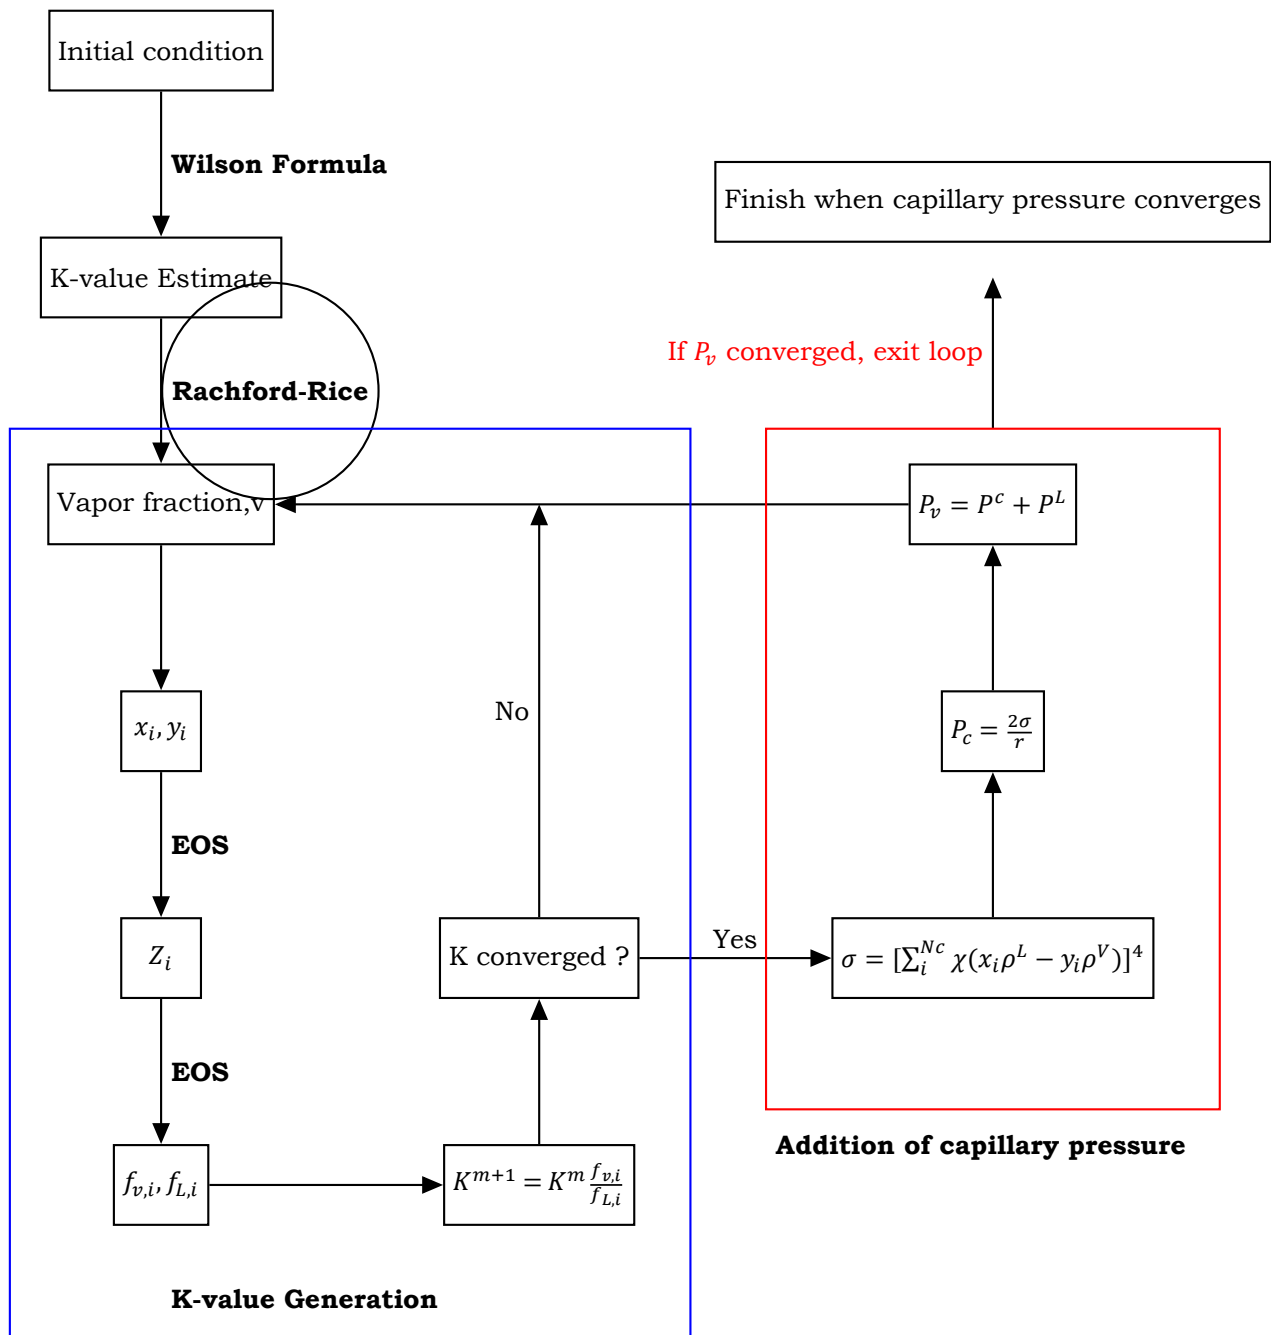 Initial condition
Wilson Formula
Finish when capillary pressure converges
K-value Estimate
If P_v converged, exit loop
Rachford-Rice
Vapor fraction,v
P_v = P^c + P^L
x_i, y_i
No
P_c = 2σ/r
EOS
Z_i
K converged ?
Yes
σ = [∑_i^{Nc} χ(x_i ρ^L − y_i ρ^V)]^4
EOS
Addition of capillary pressure
f_{v,i}, f_{L,i}
K^{m+1} = K^m f_{v,i}/f_{L,i}
K-value Generation